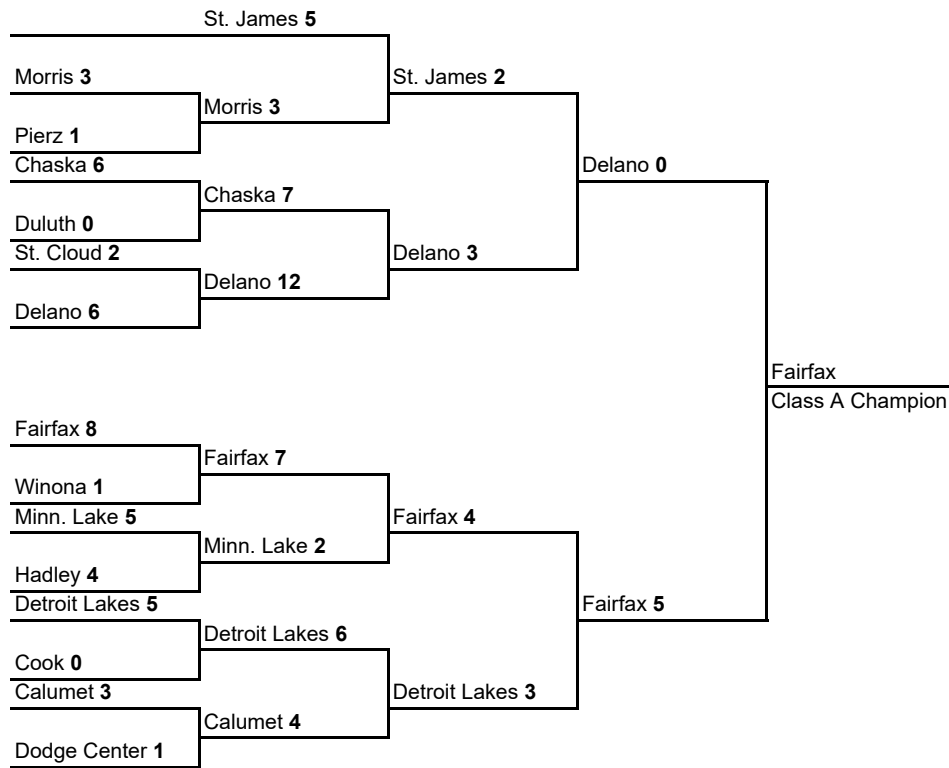 St. James 5
Morris 3
St. James 2
Morris 3
Pierz 1
Chaska 6
Delano 0
Chaska 7
Duluth 0
St. Cloud 2
Delano 3
Delano 12
Delano 6
Fairfax
Class A Champion
Fairfax 8
Fairfax 7
Winona 1
Minn. Lake 5
Fairfax 4
Minn. Lake 2
Hadley 4
Detroit Lakes 5
Fairfax 5
Detroit Lakes 6
Cook 0
Calumet 3
Detroit Lakes 3
Calumet 4
Dodge Center 1